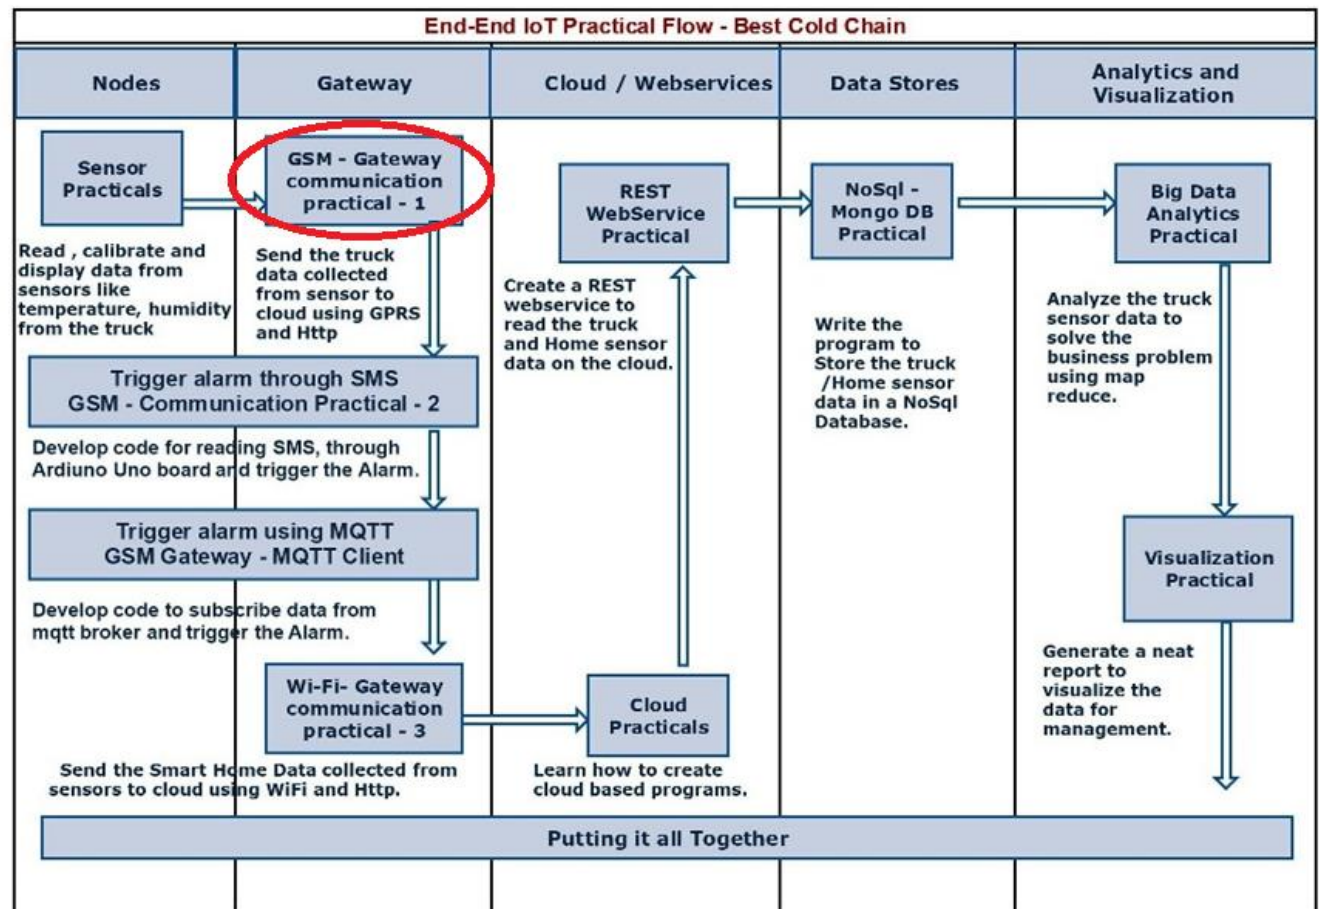 End-End IoT Practical Flow - Best Cold Chain
Nodes
Gateway
Cloud / Webservices
Data Stores
Analytics and
Visualization
Sensor
Practicals
Read , calibrate and
display data from
sensors like
temperature, humidity
from the truck
GSM - Gateway
communication
practical - 1
Send the truck
data collected
from sensor to
cloud using GPRS
and Http
Trigger alarm through SMS
GSM - Communication Practical - 2
Develop code for reading SMS, through
Ardiuno Uno board and trigger the Alarm.
Trigger alarm using MQTT
GSM Gateway - MQTT Client
Develop code to subscribe data from
mqtt broker and trigger the Alarm.
Wi-Fi- Gateway
communication
practical - 3
Send the Smart Home Data collected from
sensors to cloud using WiFi and Http.
Cloud
Practicals
Learn how to create
cloud based programs.
REST
WebService
Practical
Create a REST
webservice to
read the truck
and Home sensor
data on the cloud.
NoSql -
Mongo DB
Practical
Write the
program to
Store the truck
/Home sensor
data in a NoSql
Database.
Big Data
Analytics
Practical
Analyze the truck
sensor data to
solve the
business problem
using map
reduce.
Visualization
Practical
Generate a neat
report to
visualize the
data for
management.
Putting it all Together